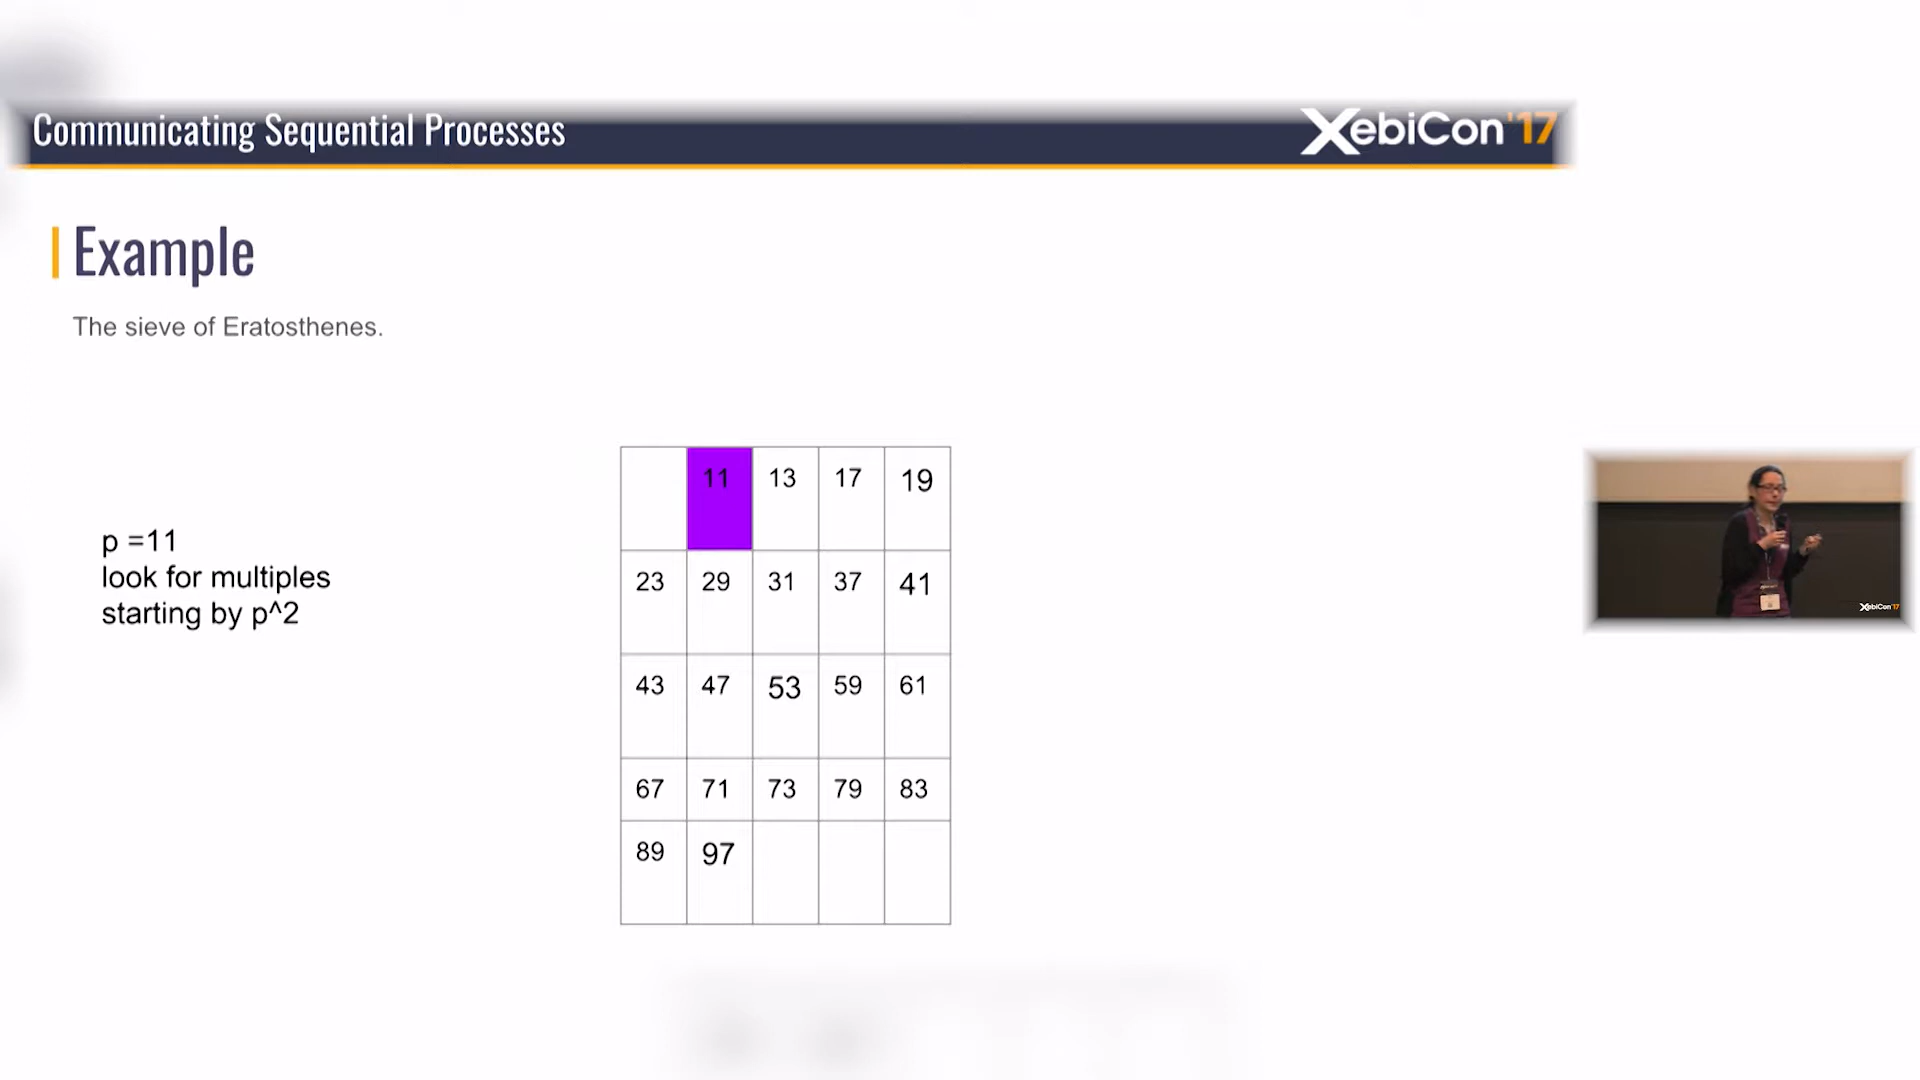 Communicating Sequential Processes
XebiCon'17
Example
The sieve of Eratosthenes.
p =11
look for multiples
starting by p^2
11 13 17 19
23 29 31 37 41
43 47 53 59 61
67 71 73 79 83
89 97
XebiCon'17